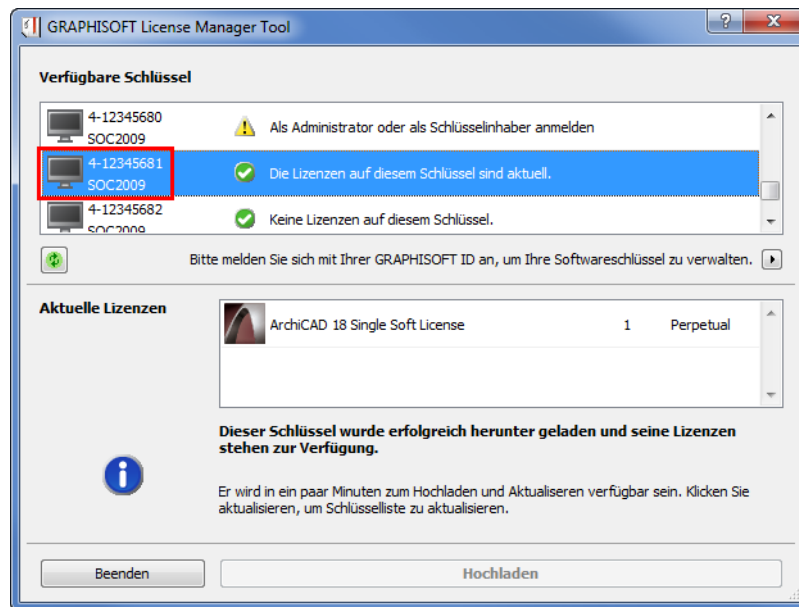 GRAPHISOFT License Manager Tool
Verfügbare Schlüssel
4-12345680
SOC2009
Als Administrator oder als Schlüsselinhaber anmelden
4-12345681
SOC2009
Die Lizenzen auf diesem Schlüssel sind aktuell.
4-12345682
SOC2009
Keine Lizenzen auf diesem Schlüssel.
Bitte melden Sie sich mit Ihrer GRAPHISOFT ID an, um Ihre Softwareschlüssel zu verwalten.
Aktuelle Lizenzen
ArchiCAD 18 Single Soft License 1 Perpetual
Dieser Schlüssel wurde erfolgreich herunter geladen und seine Lizenzen
stehen zur Verfügung.
Er wird in ein paar Minuten zum Hochladen und Aktualiseren verfügbar sein. Klicken Sie
aktualisieren, um Schlüsselliste zu aktualisieren.
Beenden
Hochladen